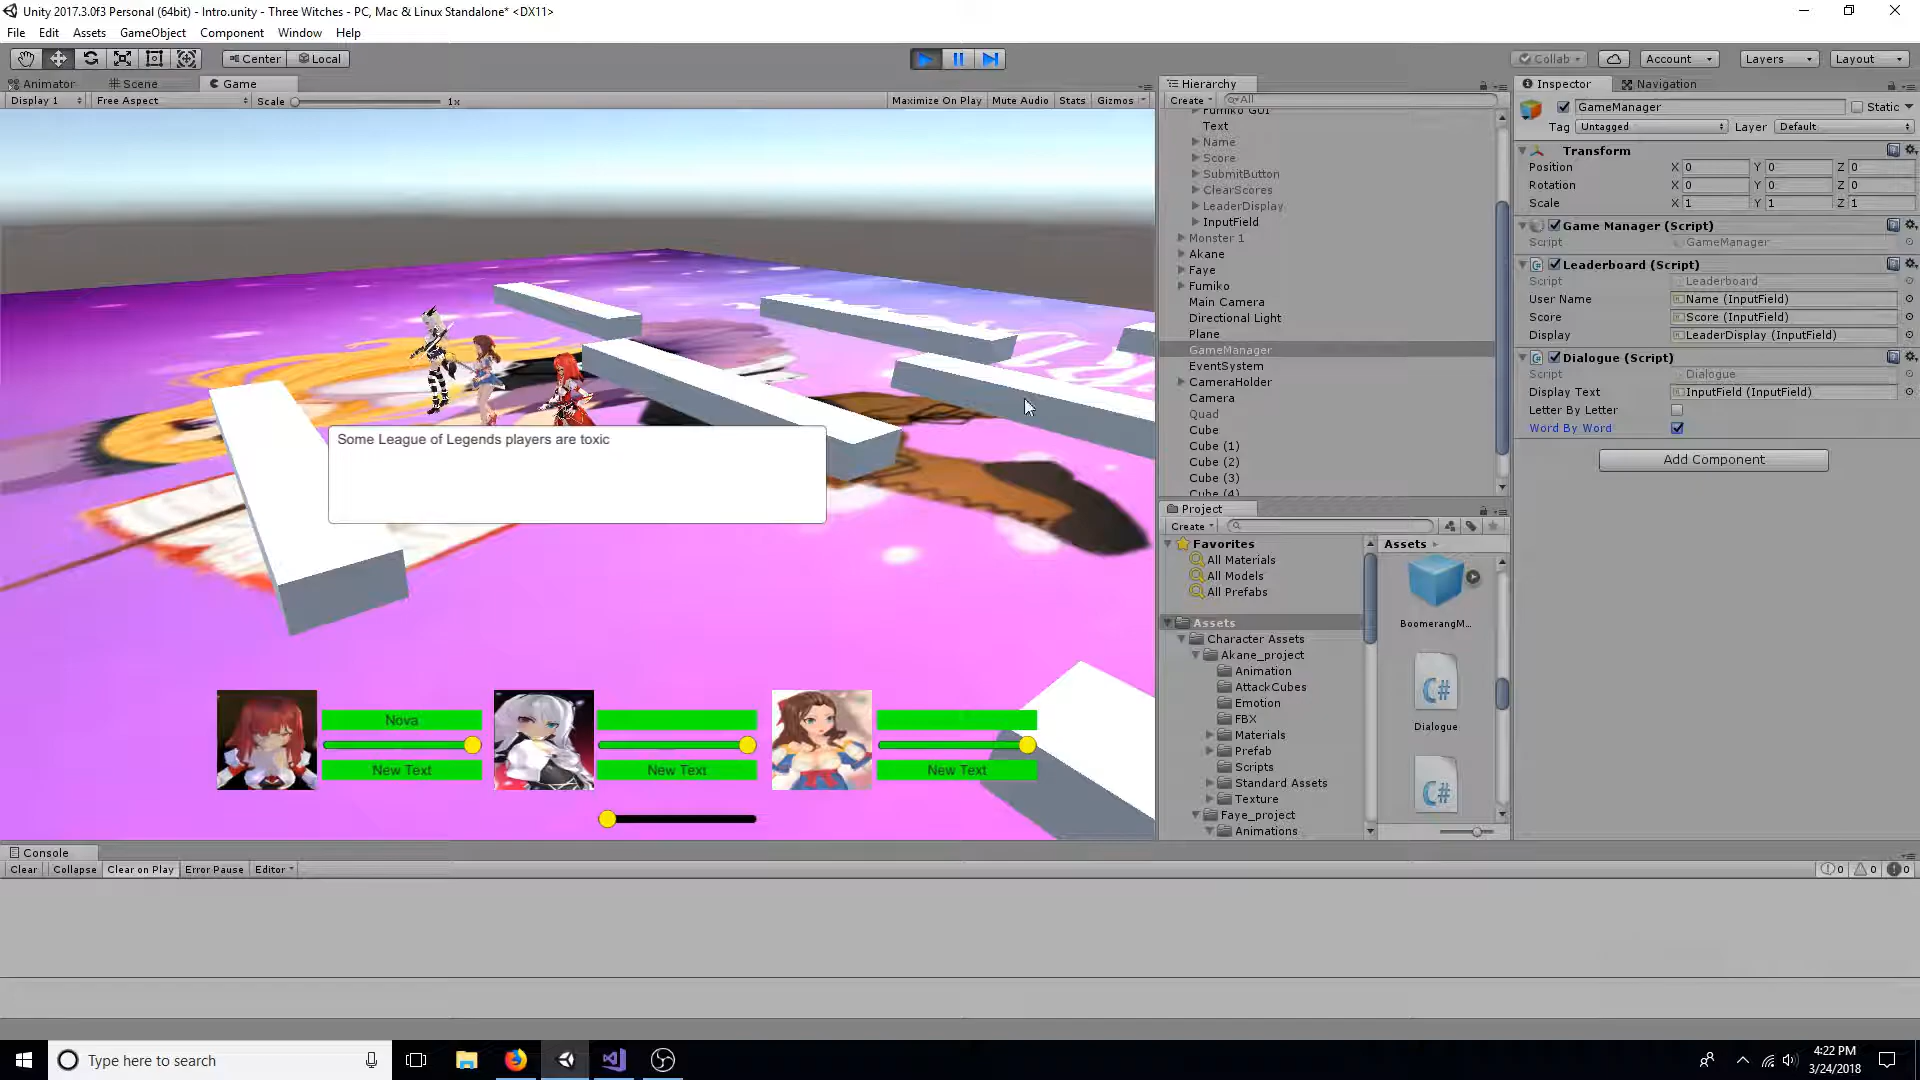 Unity 2017.3.0f3 Personal (64bit) - Intro.unity - Three Witches - PC, Mac & Linux Standalone* <DX11>
File Edit Assets GameObject Component Window Help
Center Local Collab Account Layers Layout
Animator Scene Game
Display 1 Free Aspect Scale 1x Maximize On Play Mute Audio Stats Gizmos
Some League of Legends players are toxic
Nova
New Text New Text New Text
Hierarchy
Create All
Fumiko GUI
Text
Name
Score
SubmitButton
ClearScores
LeaderDisplay
InputField
Monster 1
Akane
Faye
Fumiko
Main Camera
Directional Light
Plane
GameManager
EventSystem
CameraHolder
Camera
Quad
Cube
Cube (1)
Cube (2)
Cube (3)
Cube (4)
Project
Create
Favorites
All Materials
All Models
All Prefabs
Assets
Character Assets
Akane_project
Animation
AttackCubes
Emotion
FBX
Materials
Prefab
Scripts
Standard Assets
Texture
Faye_project
Animations
Assets
BoomerangM...
C#
Dialogue
C#
Inspector Navigation
GameManager Static
Tag Untagged Layer Default
Transform
Position X 0 Y 0 Z 0
Rotation X 0 Y 0 Z 0
Scale X 1 Y 1 Z 1
Game Manager (Script)
Script GameManager
Leaderboard (Script)
Script Leaderboard
User Name Name (InputField)
Score Score (InputField)
Display LeaderDisplay (InputField)
Dialogue (Script)
Script Dialogue
Display Text InputField (InputField)
Letter By Letter
Word By Word
Add Component
Console
Clear Collapse Clear on Play Error Pause Editor 0 0 0
Type here to search
4:22 PM
3/24/2018